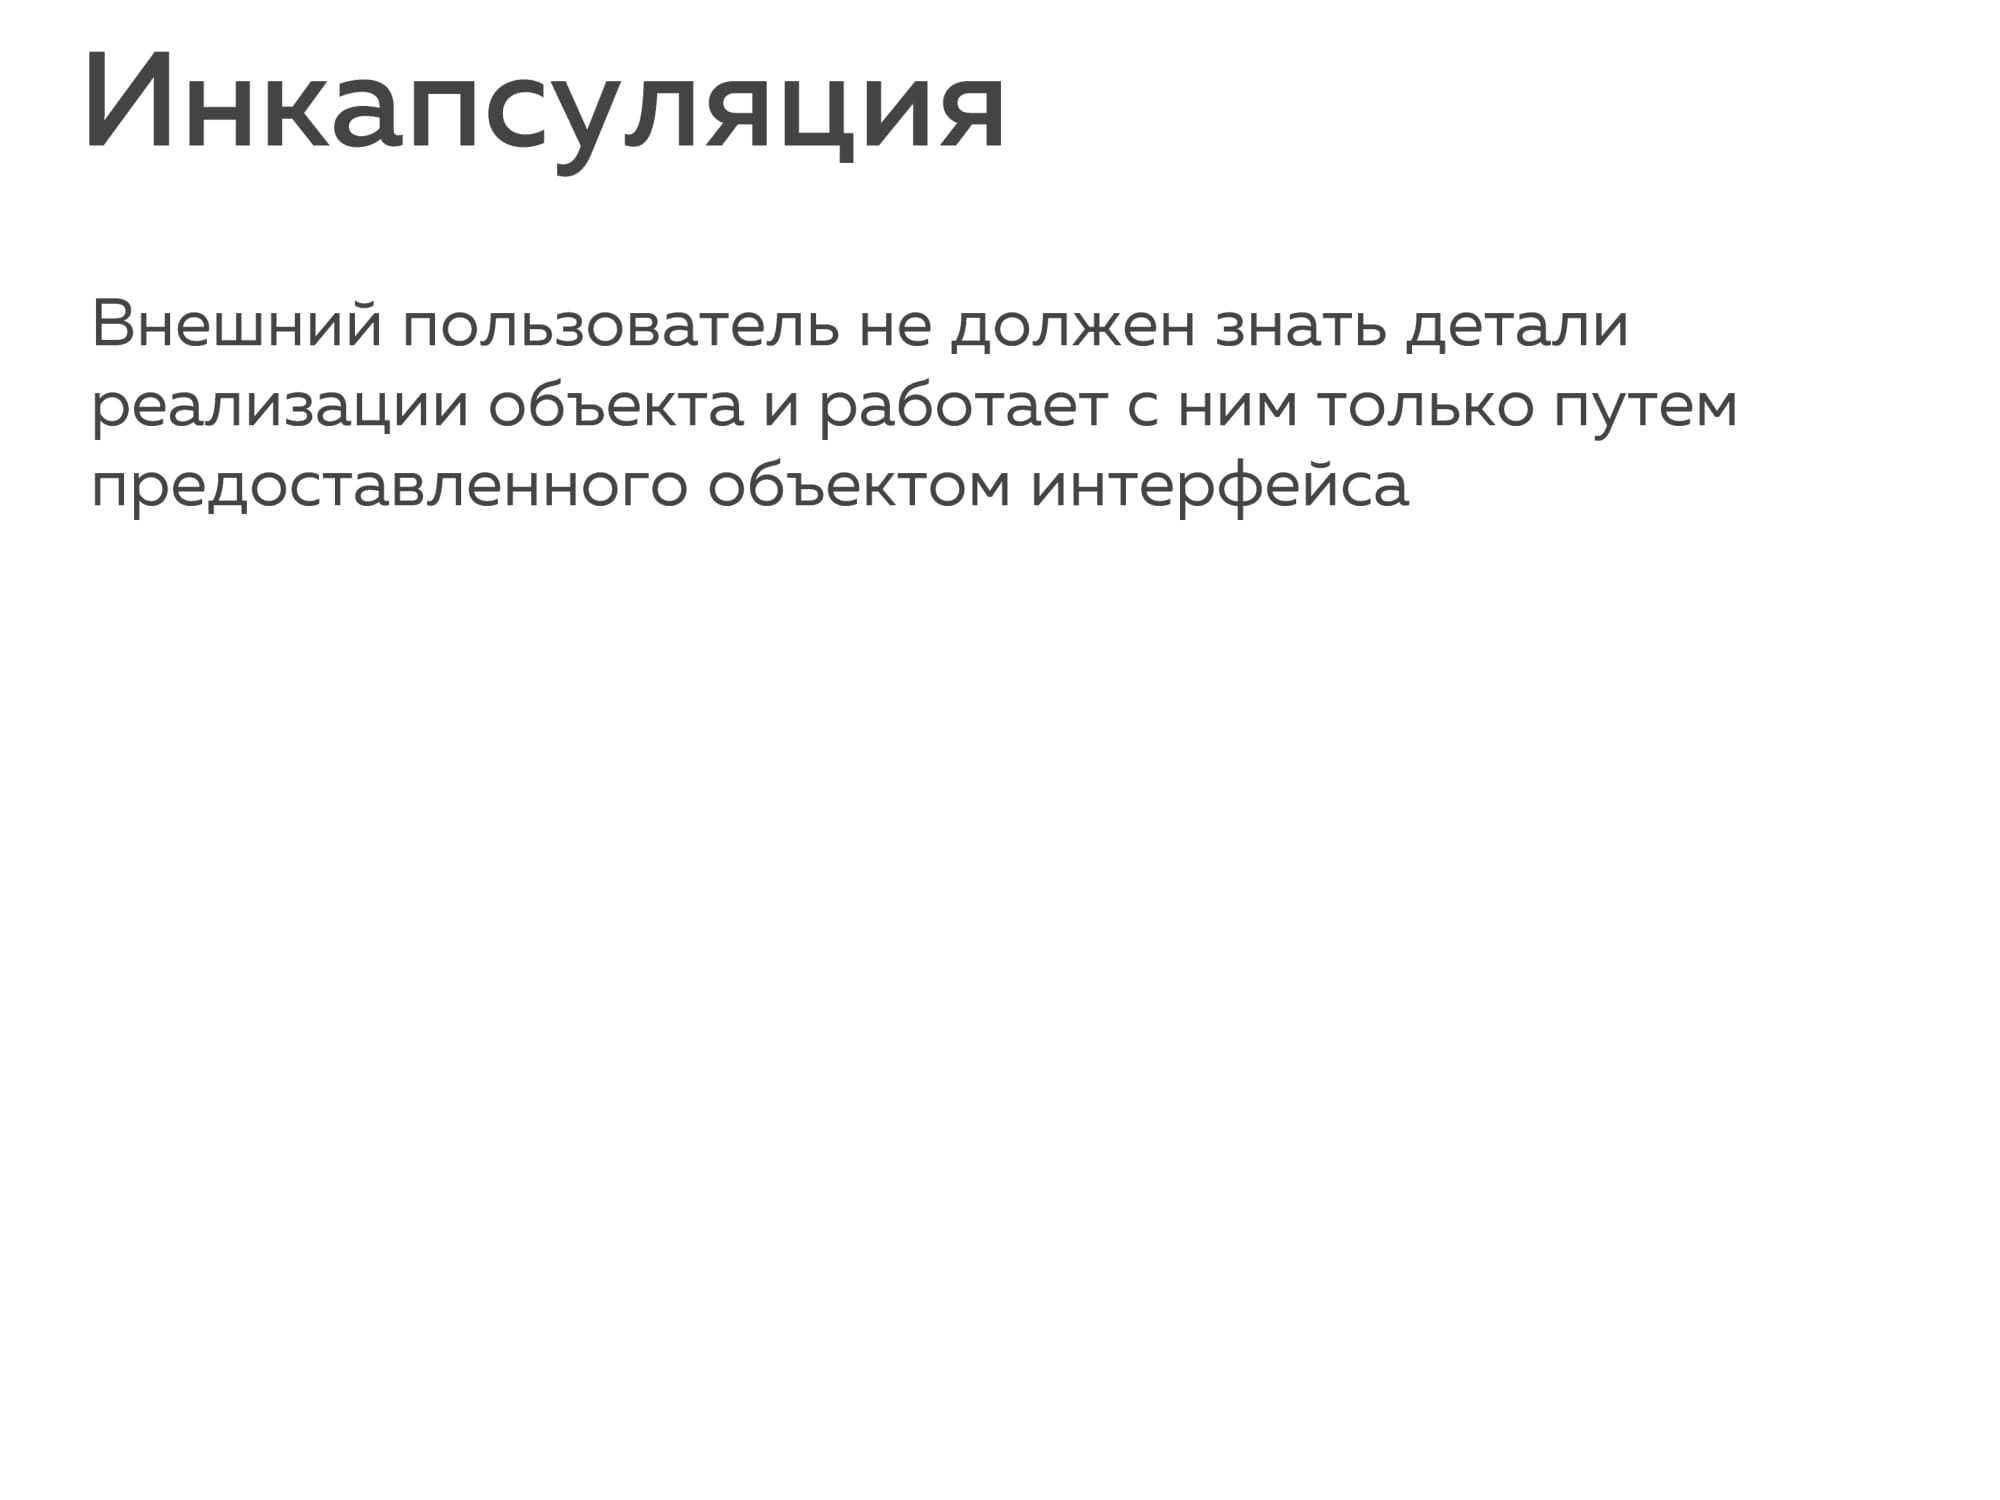 Инкапсуляция
Внешний пользователь не должен знать детали
реализации объекта и работает с ним только путем
предоставленного объектом интерфейса